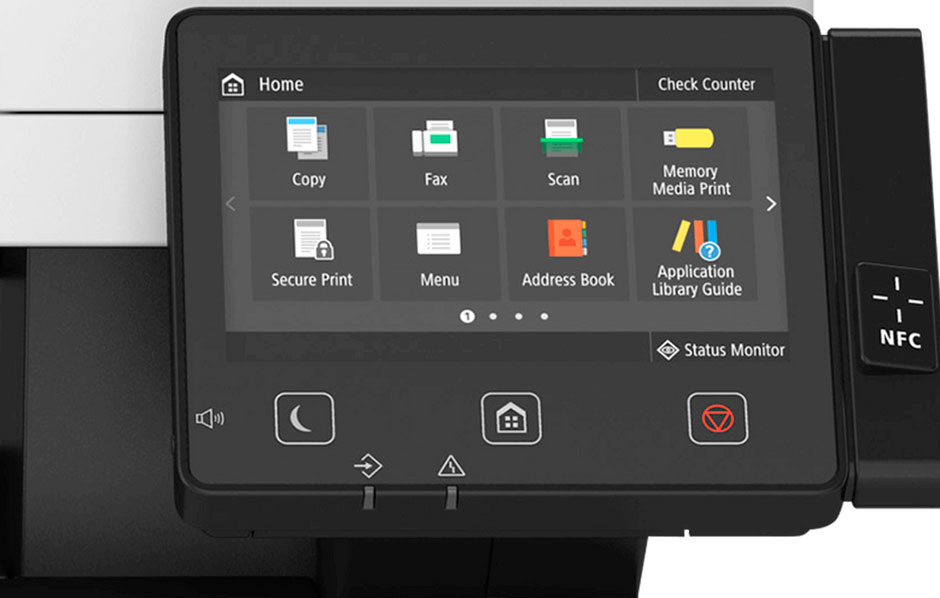 Home
Check Counter
Copy
Fax
Scan
Memory
Media Print
Secure Print
Menu
Address Book
Application
Library Guide
1
Status Monitor
NFC